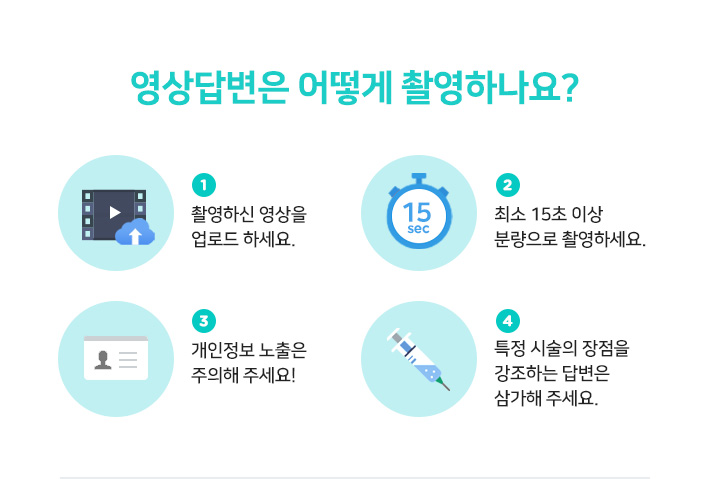 영상답변은 어떻게 촬영하나요?
1
촬영하신 영상을
업로드 하세요.
15
sec
2
최소 15초 이상
분량으로 촬영하세요.
3
개인정보 노출은
주의해 주세요!
4
특정 시술의 장점을
강조하는 답변은
삼가해 주세요.